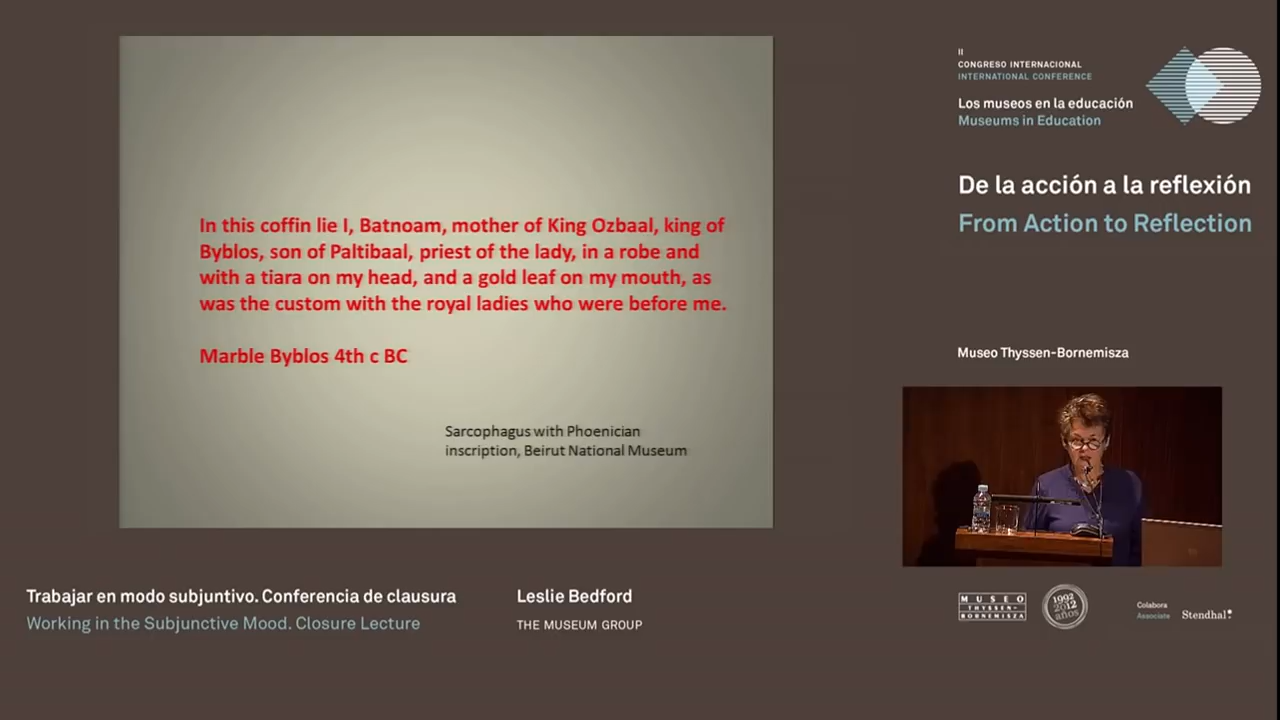 In this coffin lie I, Batnoam, mother of King Ozbaal, king of
Byblos, son of Paltibaal, priest of the lady, in a robe and
with a tiara on my head, and a gold leaf on my mouth, as
was the custom with the royal ladies who were before me.
Marble Byblos 4th c BC
Sarcophagus with Phoenician
inscription, Beirut National Museum
II
CONGRESO INTERNACIONAL
INTERNATIONAL CONFERENCE
Los museos en la educación
Museums in Education
De la acción a la reflexión
From Action to Reflection
Museo Thyssen-Bornemisza
Trabajar en modo subjuntivo. Conferencia de clausura
Working in the Subjunctive Mood. Closure Lecture
Leslie Bedford
THE MUSEUM GROUP
MUSEO
THYSSEN-
BORNEMISZA
1992
2012
años
Colabora
Associate
Stendhal: